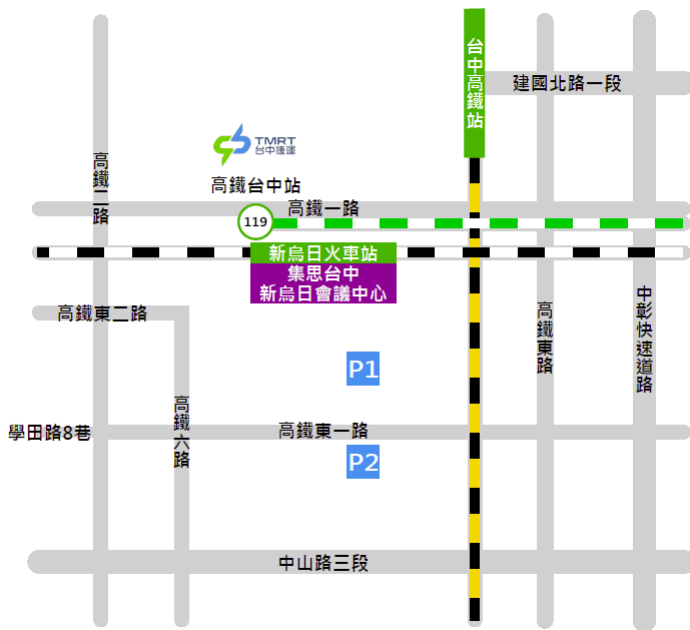 台中高鐵站
建國北路一段
TMRT
台中捷運
高鐵二路
高鐵台中站
高鐵一路
119
新烏日火車站
集思台中
新烏日會議中心
高鐵東二路
高鐵東路
中彰快速道路
P1
高鐵六路
學田路8巷
高鐵東一路
P2
中山路三段